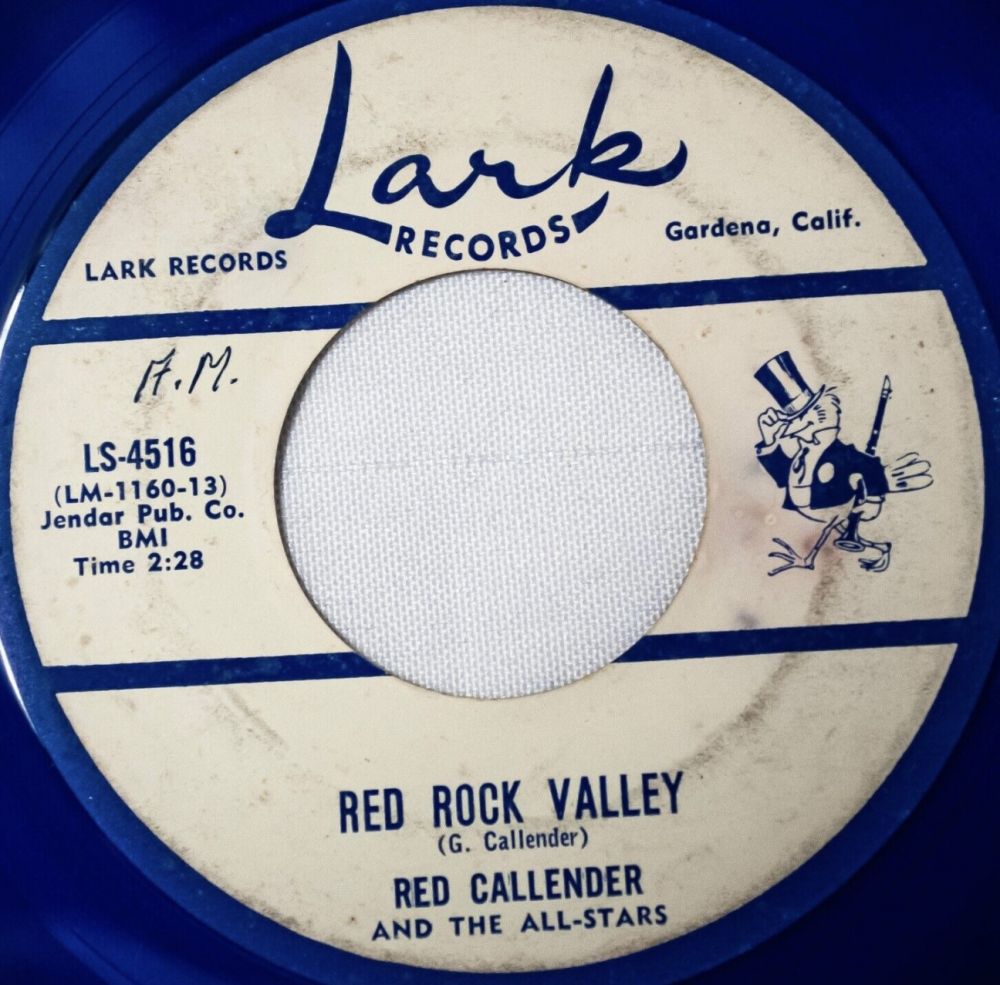 Lark
RECORDS
LARK RECORDS
Gardena, Calif.
A.M.
LS-4516
(LM-1160-13)
Jendar Pub. Co.
BMI
Time 2:28
RED ROCK VALLEY
(G. Callender)
RED CALLENDER
AND THE ALL-STARS